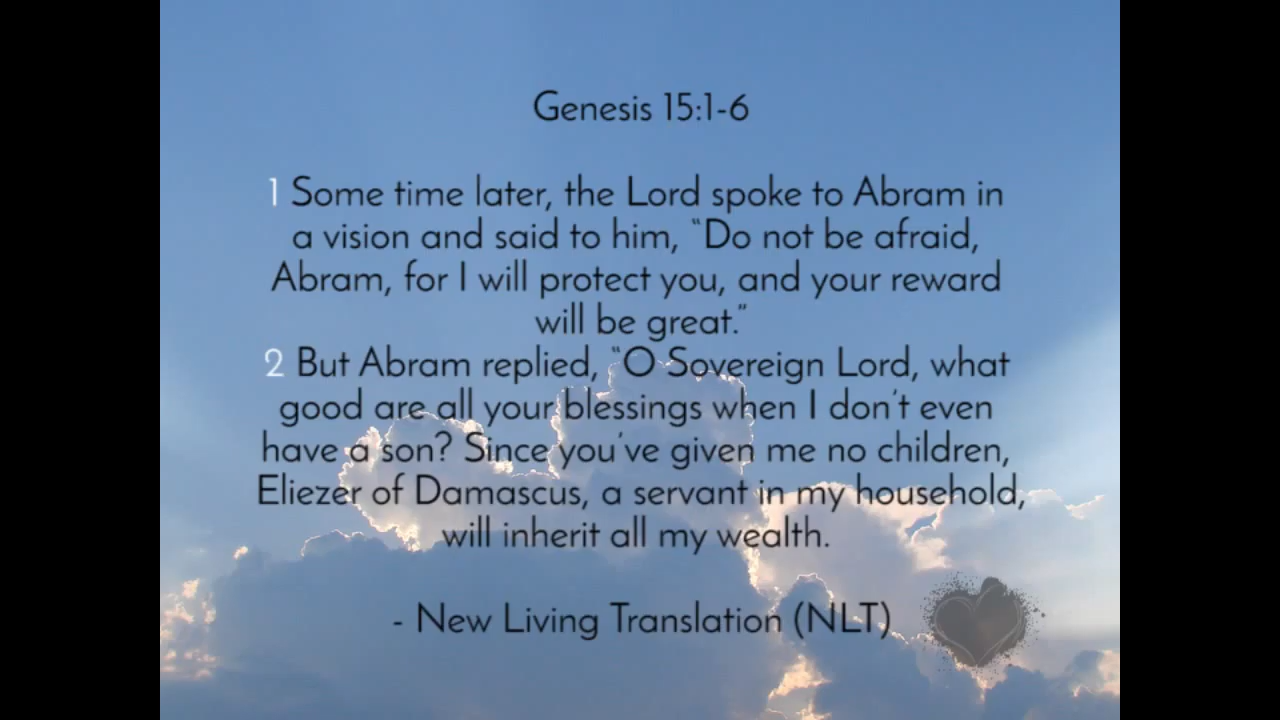 Genesis 15:1-6
1 Some time later, the Lord spoke to Abram in
a vision and said to him, “Do not be afraid,
Abram, for I will protect you, and your reward
will be great.”
2 But Abram replied, “O Sovereign Lord, what
good are all your blessings when I don’t even
have a son? Since you’ve given me no children,
Eliezer of Damascus, a servant in my household,
will inherit all my wealth.
- New Living Translation (NLT)